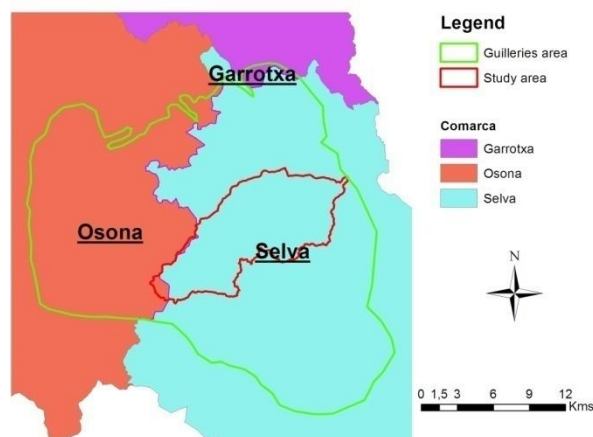 Garrotxa
Osona
Selva
Legend
Guilleries area
Study area
Comarca
Garrotxa
Osona
Selva
N
0 1,5 3 6 9 12
Kms